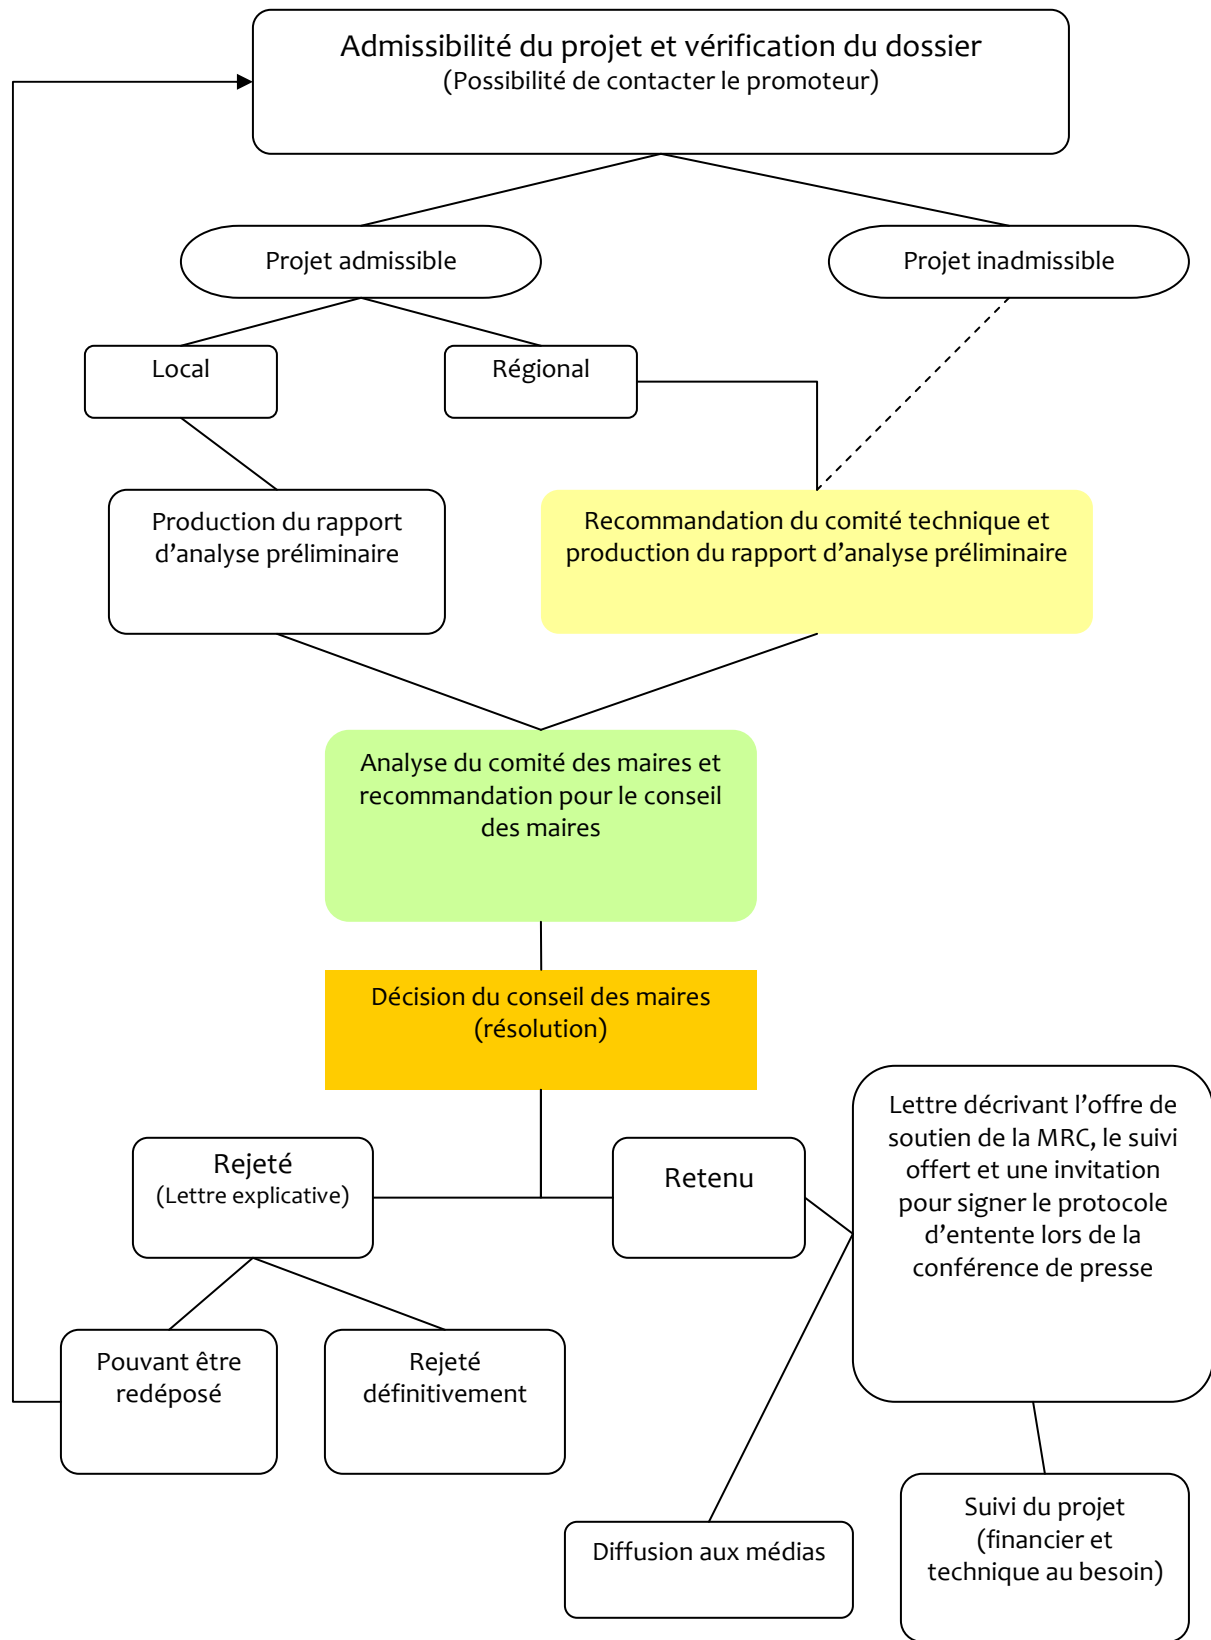 Admissibilité du projet et vérification du dossier
(Possibilité de contacter le promoteur)
Projet admissible
Projet inadmissible
Local
Régional
Production du rapport
d’analyse préliminaire
Recommandation du comité technique et
production du rapport d’analyse préliminaire
Analyse du comité des maires et
recommandation pour le conseil
des maires
Décision du conseil des maires
(résolution)
Rejeté
(Lettre explicative)
Retenu
Lettre décrivant l’offre de
soutien de la MRC, le suivi
offert et une invitation
pour signer le protocole
d’entente lors de la
conférence de presse
Pouvant être
redéposé
Rejeté
définitivement
Diffusion aux médias
Suivi du projet
(financier et
technique au besoin)